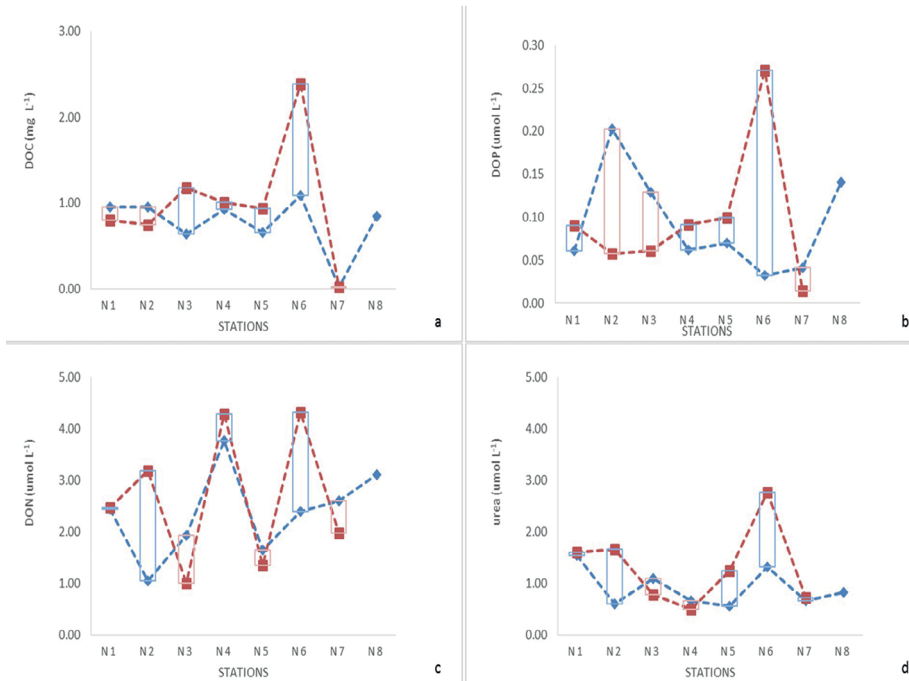 3.00
2.00
1.00
0.00
DOC (mg L-1)
N1 N2 N3 N4 N5 N6 N7 N8
STATIONS
a
0.30
0.25
0.20
0.15
0.10
0.05
0.00
DOP (umol L-1)
N1 N2 N3 N4 N5 N6 N7 N8
STATIONS
b
5.00
4.00
3.00
2.00
1.00
0.00
DON (umol L-1)
N1 N2 N3 N4 N5 N6 N7 N8
STATIONS
c
5.00
4.00
3.00
2.00
1.00
0.00
urea (umol L-1)
N1 N2 N3 N4 N5 N6 N7 N8
STATIONS
d